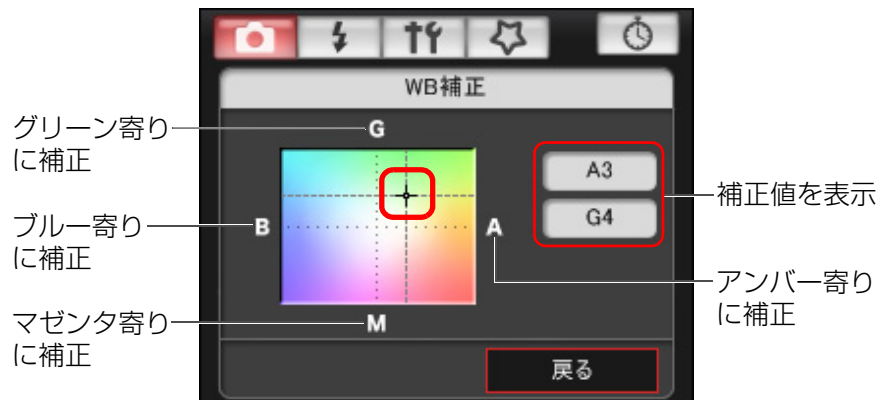 WB補正
グリーン寄り
に補正
G
A3
G4
補正値を表示
ブルー寄り
に補正
B
A
アンバー寄り
に補正
マゼンタ寄り
に補正
M
戻る